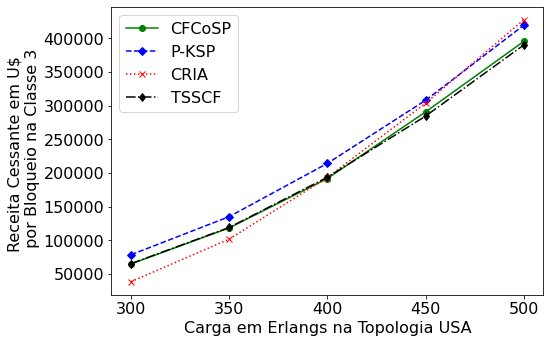 CFCoSP
P-KSP
CRIA
TSSCF
400000
350000
300000
250000
200000
150000
100000
50000
Receita Cessante em U$
por Bloqueio na Classe 3
300 350 400 450 500
Carga em Erlangs na Topologia USA